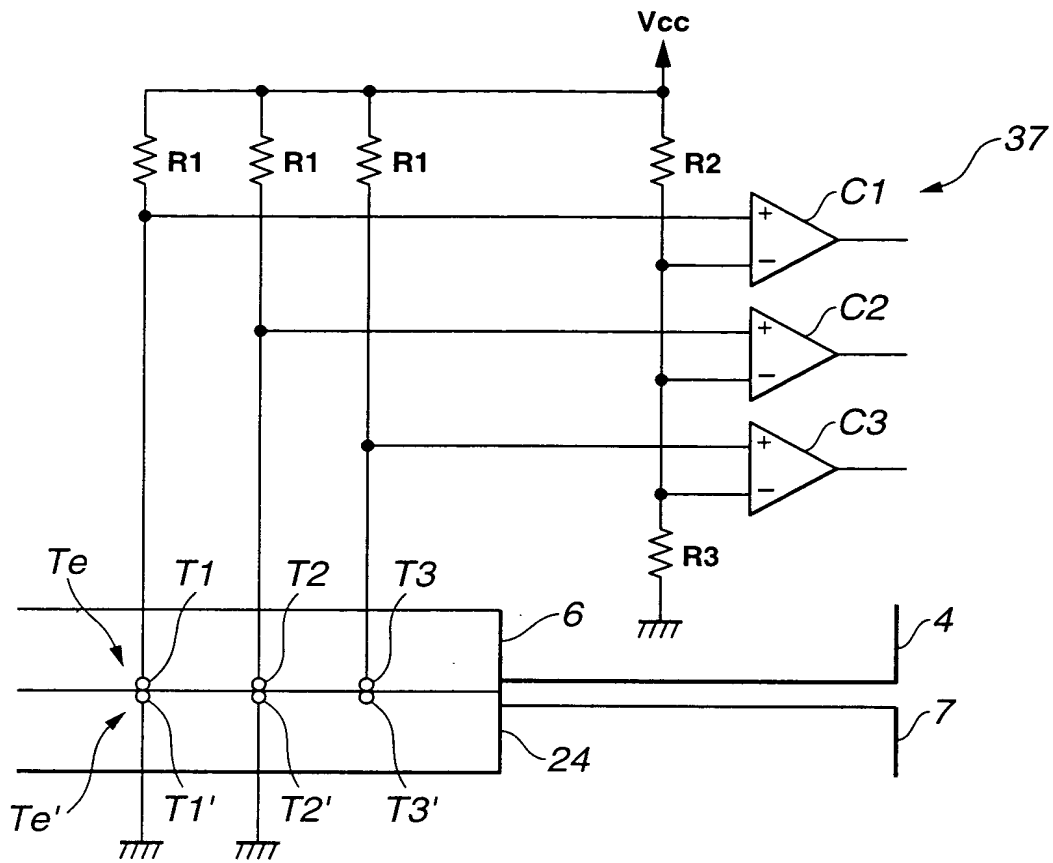 Vcc
37
R1 R1 R1 R2
C1
+
−
C2
+
−
C3
+
−
R3
Te T1 T2 T3
6 4
7
24
Te' T1' T2' T3'